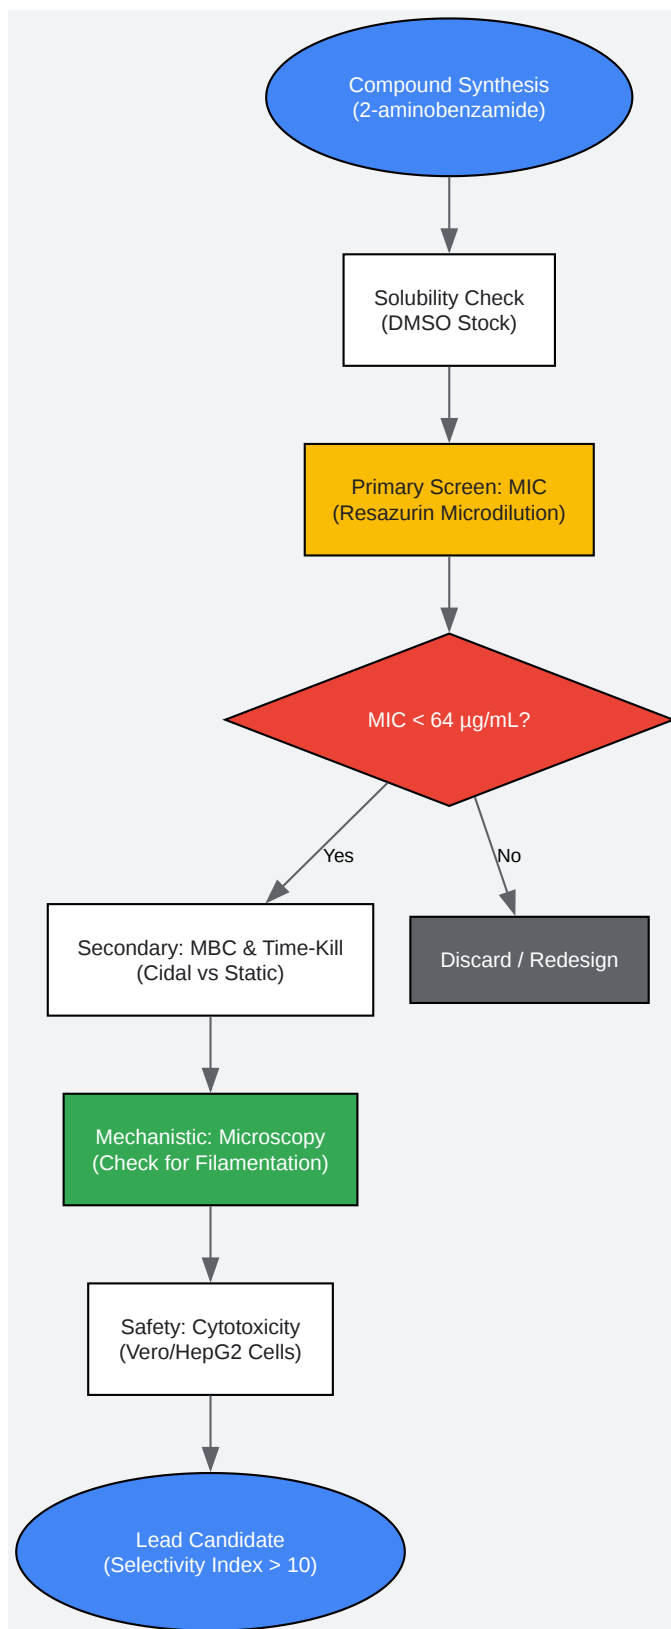 Compound Synthesis
(2-aminobenzamide)
Solubility Check
(DMSO Stock)
Primary Screen: MIC
(Resazurin Microdilution)
MIC < 64 µg/mL?
Yes
No
Secondary: MBC & Time-Kill
(Cidal vs Static)
Discard / Redesign
Mechanistic: Microscopy
(Check for Filamentation)
Safety: Cytotoxicity
(Vero/HepG2 Cells)
Lead Candidate
(Selectivity Index > 10)